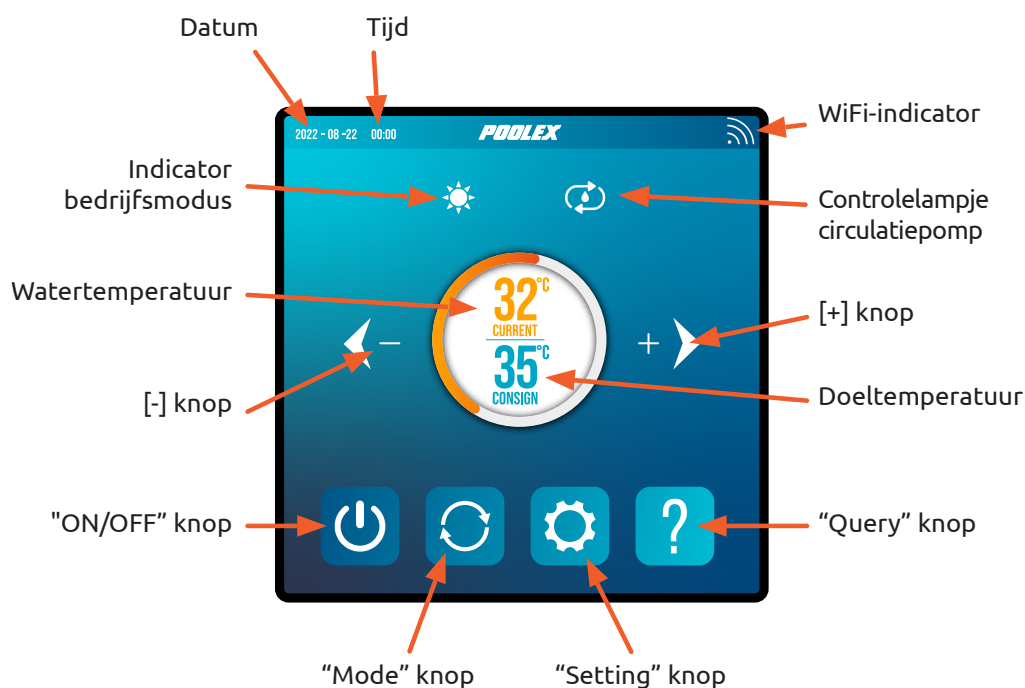 Datum
Tijd
WiFi-indicator
2022 - 08 -22 00:00
POOLEX
Indicator
bedrijfsmodus
Controlelampje
circulatiepomp
Watertemperatuur
32°C
CURRENT
35°C
CONSIGN
[+] knop
[-] knop
Doeltemperatuur
"ON/OFF” knop
?
“Query” knop
“Mode” knop
“Setting” knop